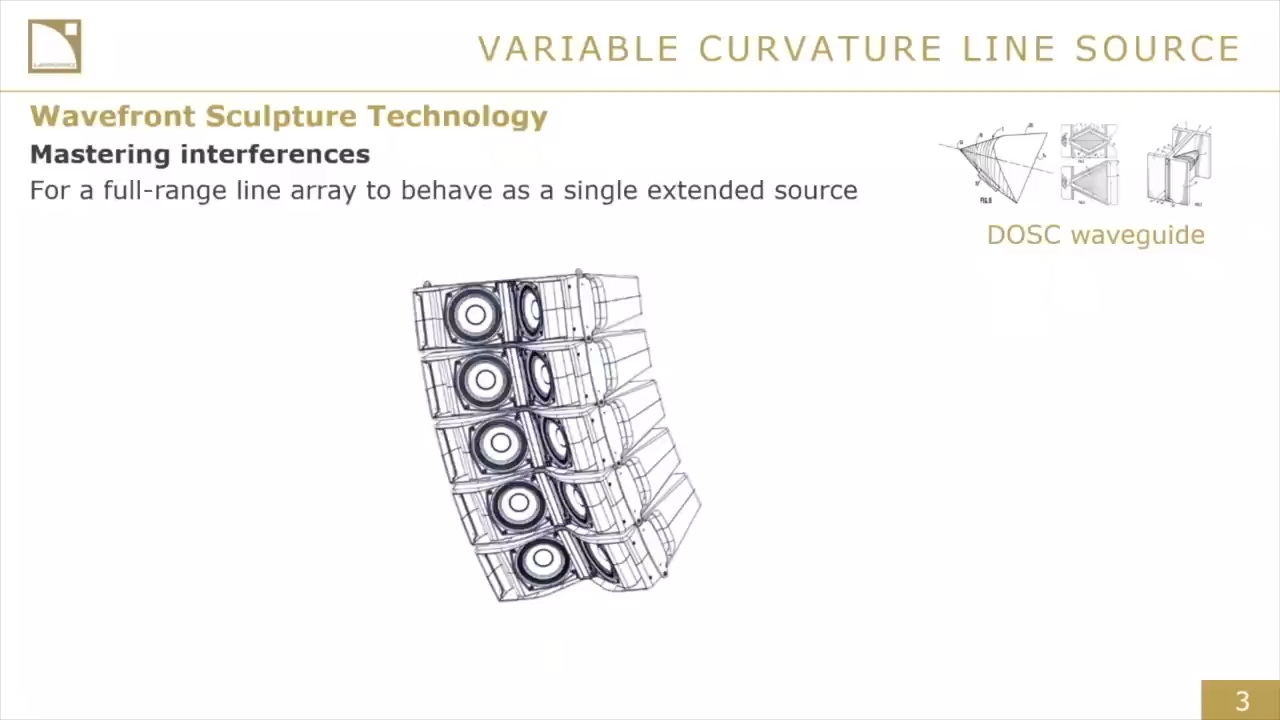 VARIABLE CURVATURE LINE SOURCE
Wavefront Sculpture Technology
Mastering interferences
For a full-range line array to behave as a single extended source
DOSC waveguide
3